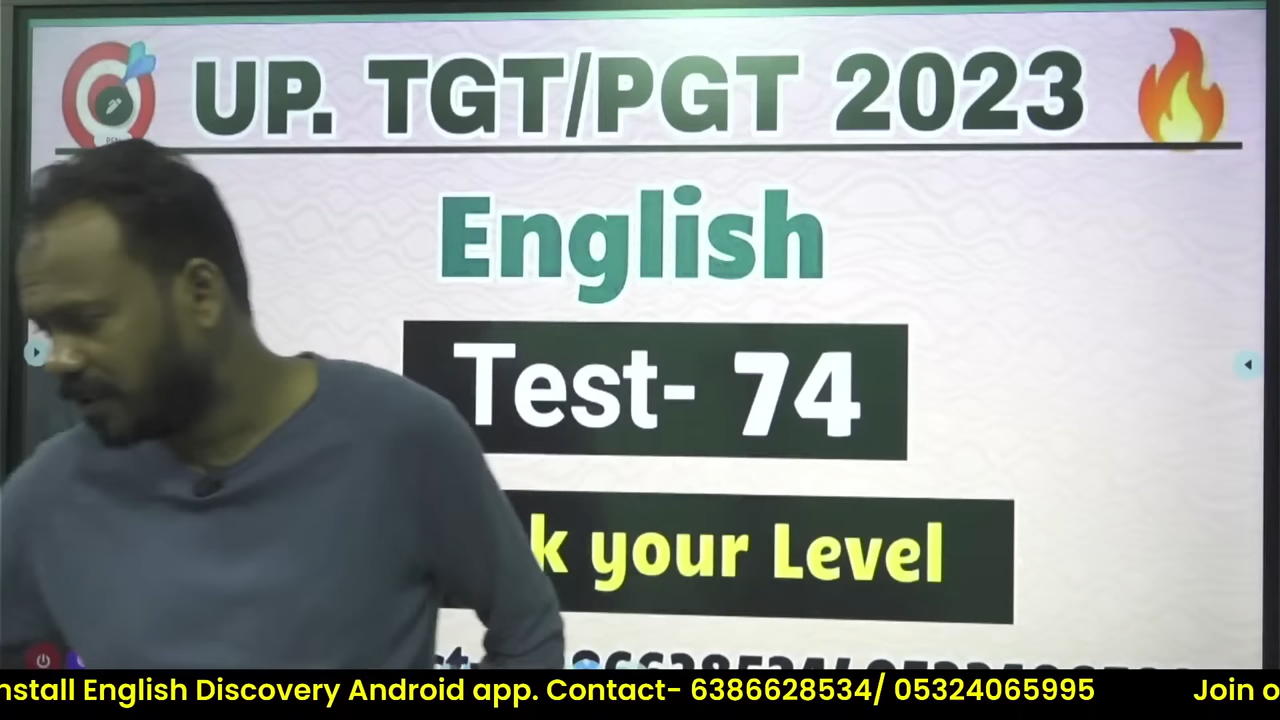 UP. TGT/PGT 2023
English
Test- 74
your Level
nstall English Discovery Android app. Contact- 6386628534/ 05324065995 Join o